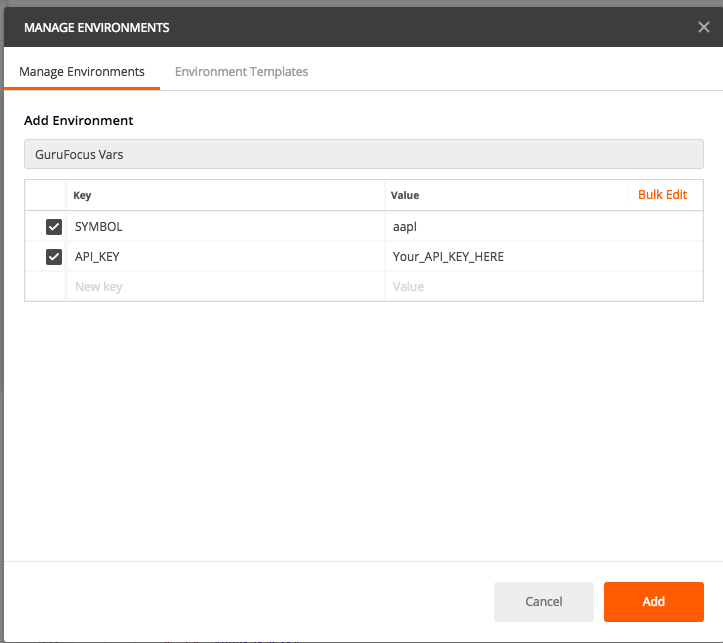 MANAGE ENVIRONMENTS
Manage Environments Environment Templates
Add Environment
GuruFocus Vars
Key Value Bulk Edit
SYMBOL aapl
API_KEY Your_API_KEY_HERE
New key Value
Cancel Add